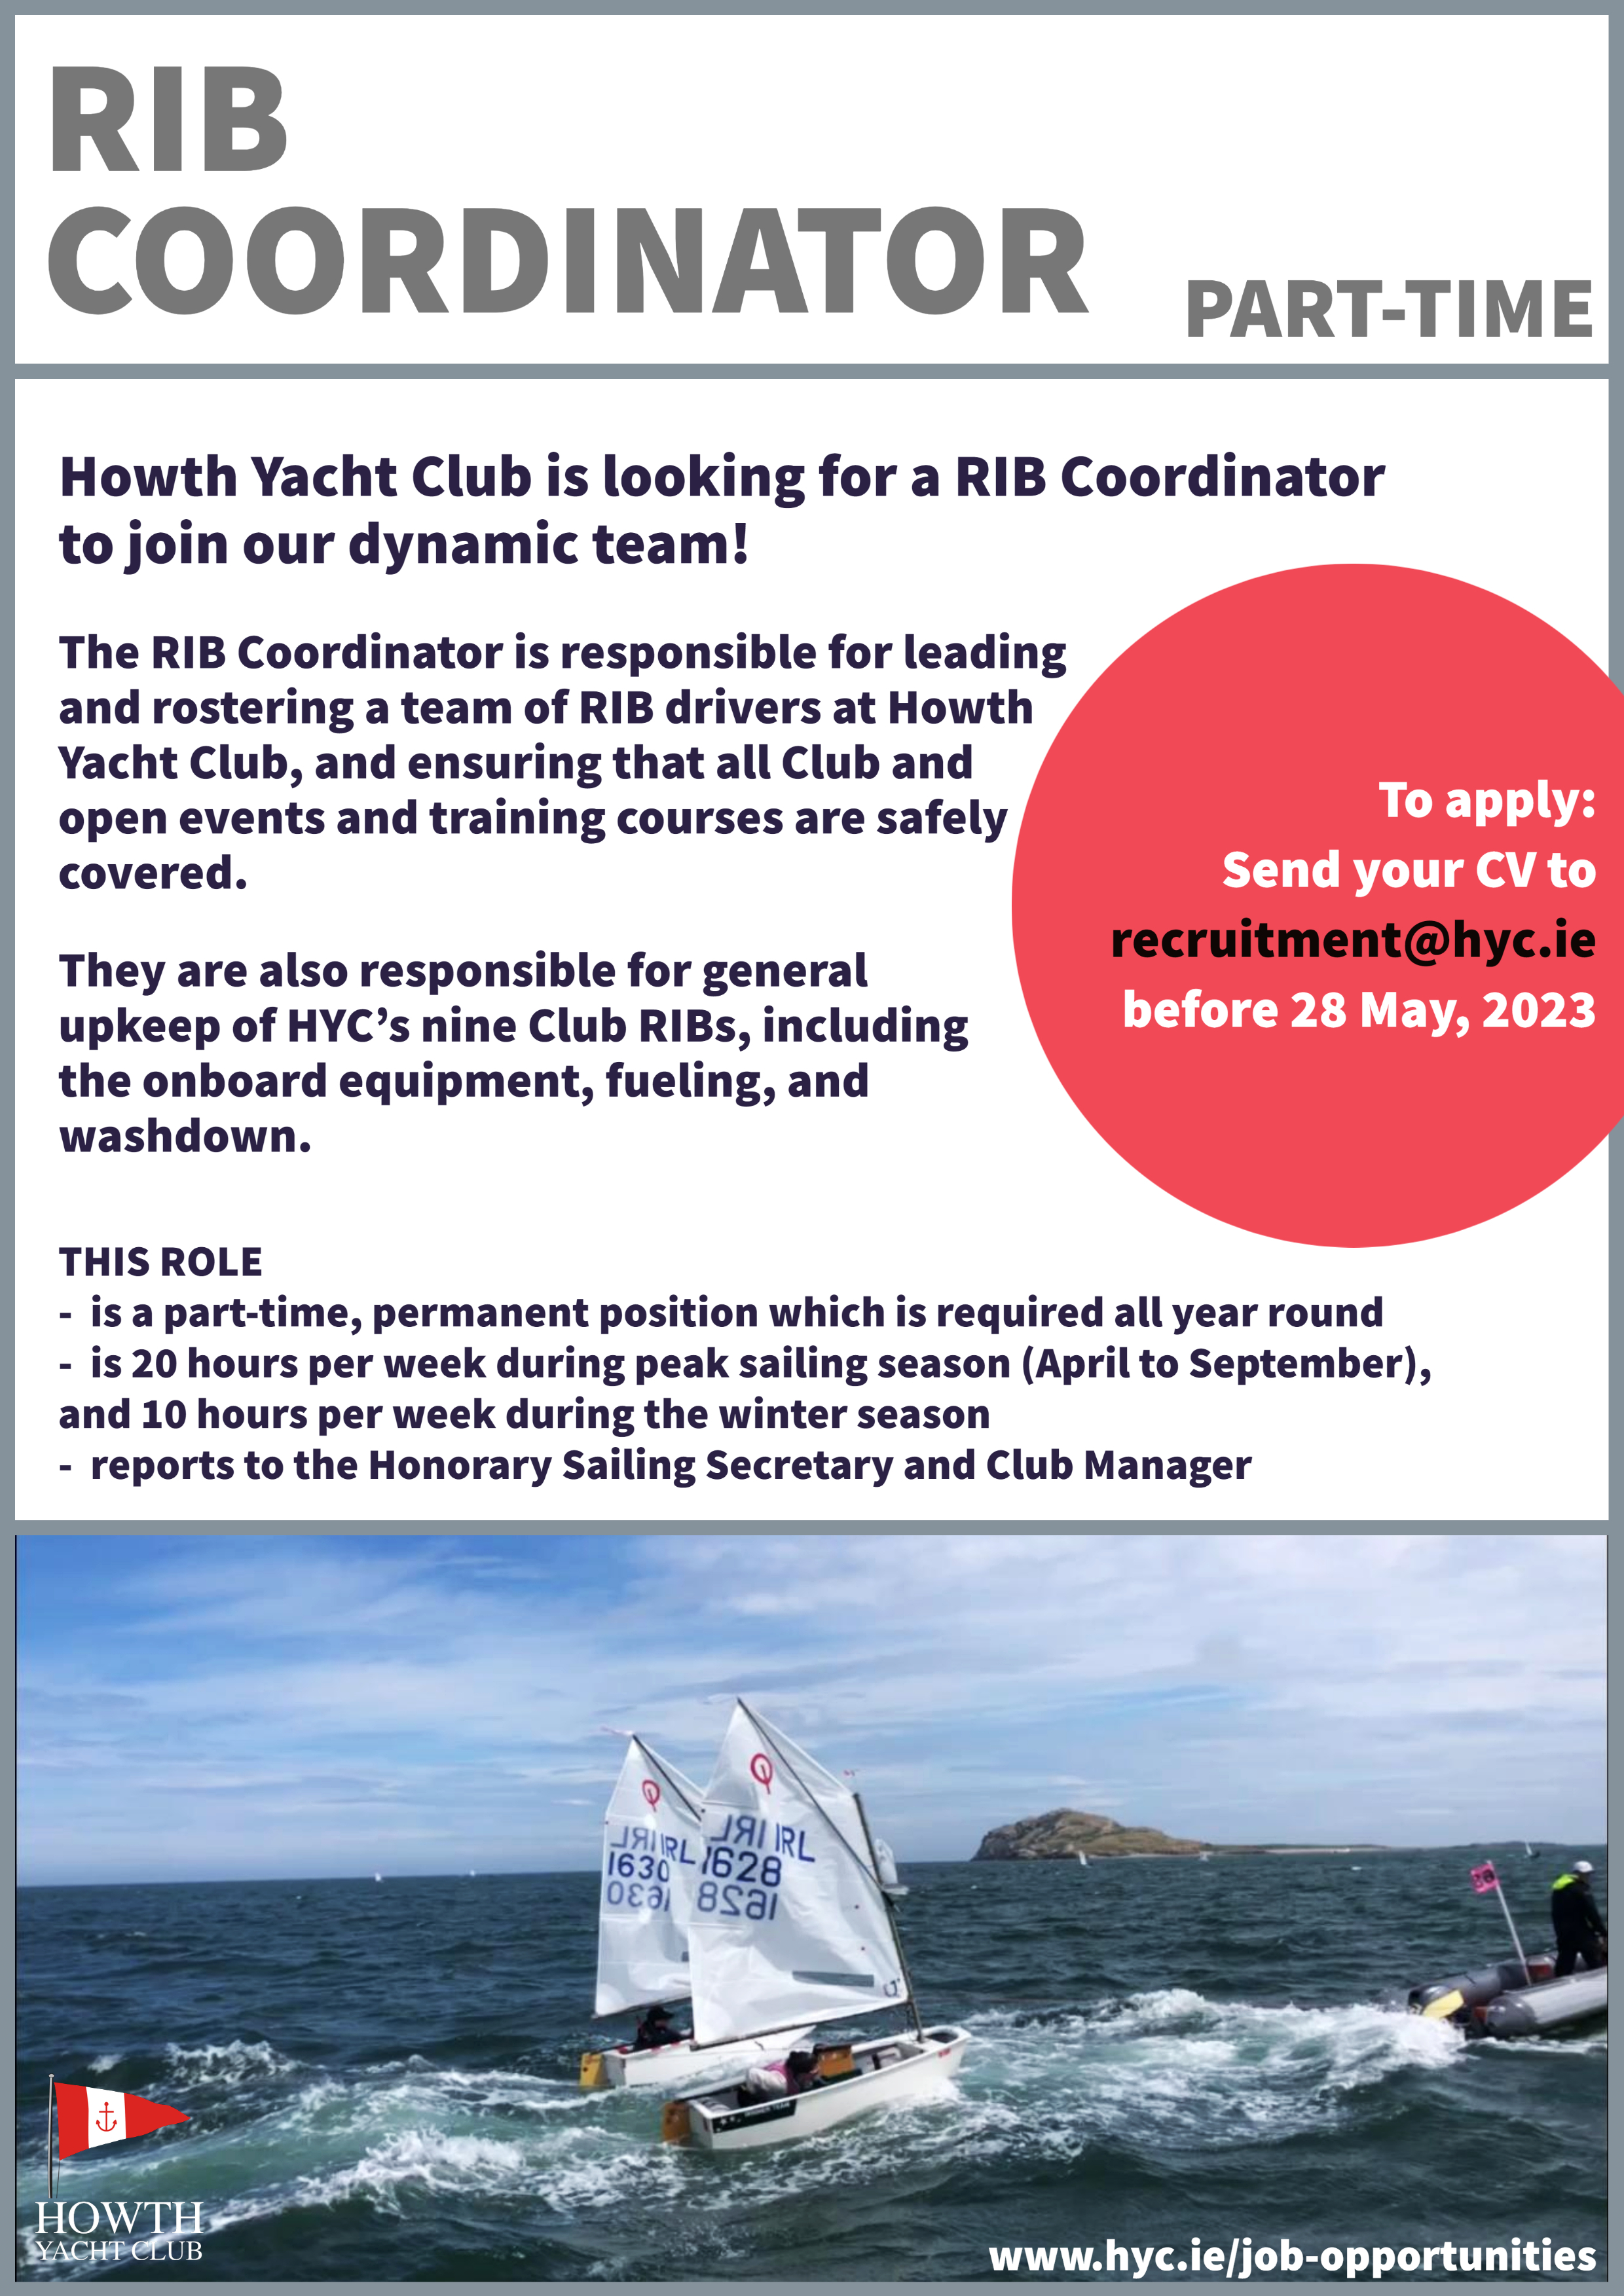 RIB
COORDINATOR
PART-TIME
Howth Yacht Club is looking for a RIB Coordinator
to join our dynamic team!
The RIB Coordinator is responsible for leading
and rostering a team of RIB drivers at Howth
Yacht Club, and ensuring that all Club and
open events and training courses are safely
covered.
They are also responsible for general
upkeep of HYC’s nine Club RIBs, including
the onboard equipment, fueling, and
washdown.
To apply:
Send your CV to
recruitment@hyc.ie
before 28 May, 2023
THIS ROLE
- is a part-time, permanent position which is required all year round
- is 20 hours per week during peak sailing season (April to September),
and 10 hours per week during the winter season
- reports to the Honorary Sailing Secretary and Club Manager
IRL
1630
IRL
1628
HOWTH
YACHT CLUB
www.hyc.ie/job-opportunities